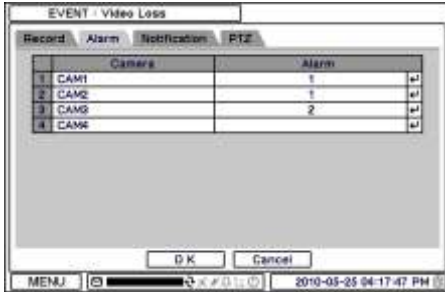 EVENT : Video Loss
Record Alarm Notification PTZ
Camera Alarm
1 CAM1 1
2 CAM2 1
3 CAM3 2
4 CAM4
OK Cancel
MENU 2010-05-25 04:17:47 PM